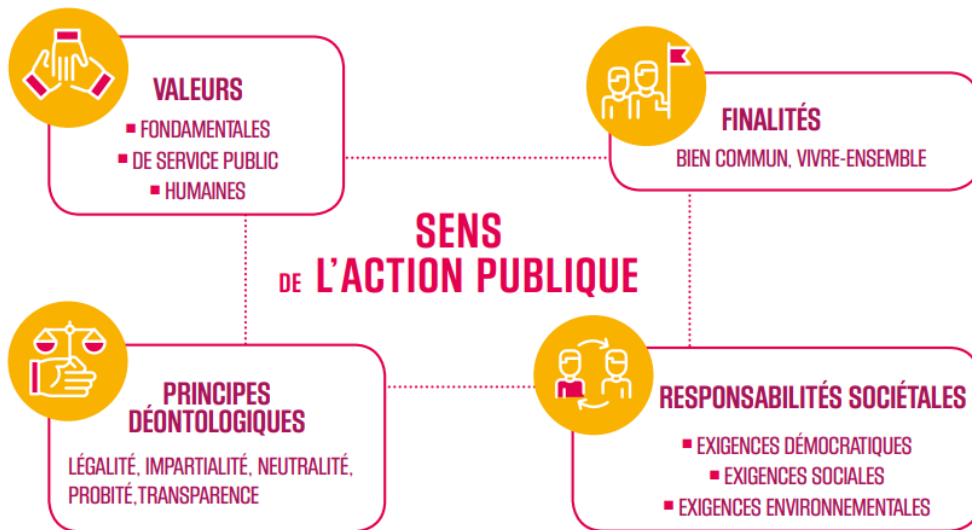 VALEURS
▪ FONDAMENTALES
▪ DE SERVICE PUBLIC
▪ HUMAINES
FINALITÉS
BIEN COMMUN, VIVRE-ENSEMBLE
SENS
DE L'ACTION PUBLIQUE
PRINCIPES
DÉONTOLOGIQUES
LÉGALITÉ, IMPARTIALITÉ, NEUTRALITÉ,
PROBITÉ, TRANSPARENCE
RESPONSABILITÉS SOCIÉTALES
▪ EXIGENCES DÉMOCRATIQUES
▪ EXIGENCES SOCIALES
▪ EXIGENCES ENVIRONNEMENTALES